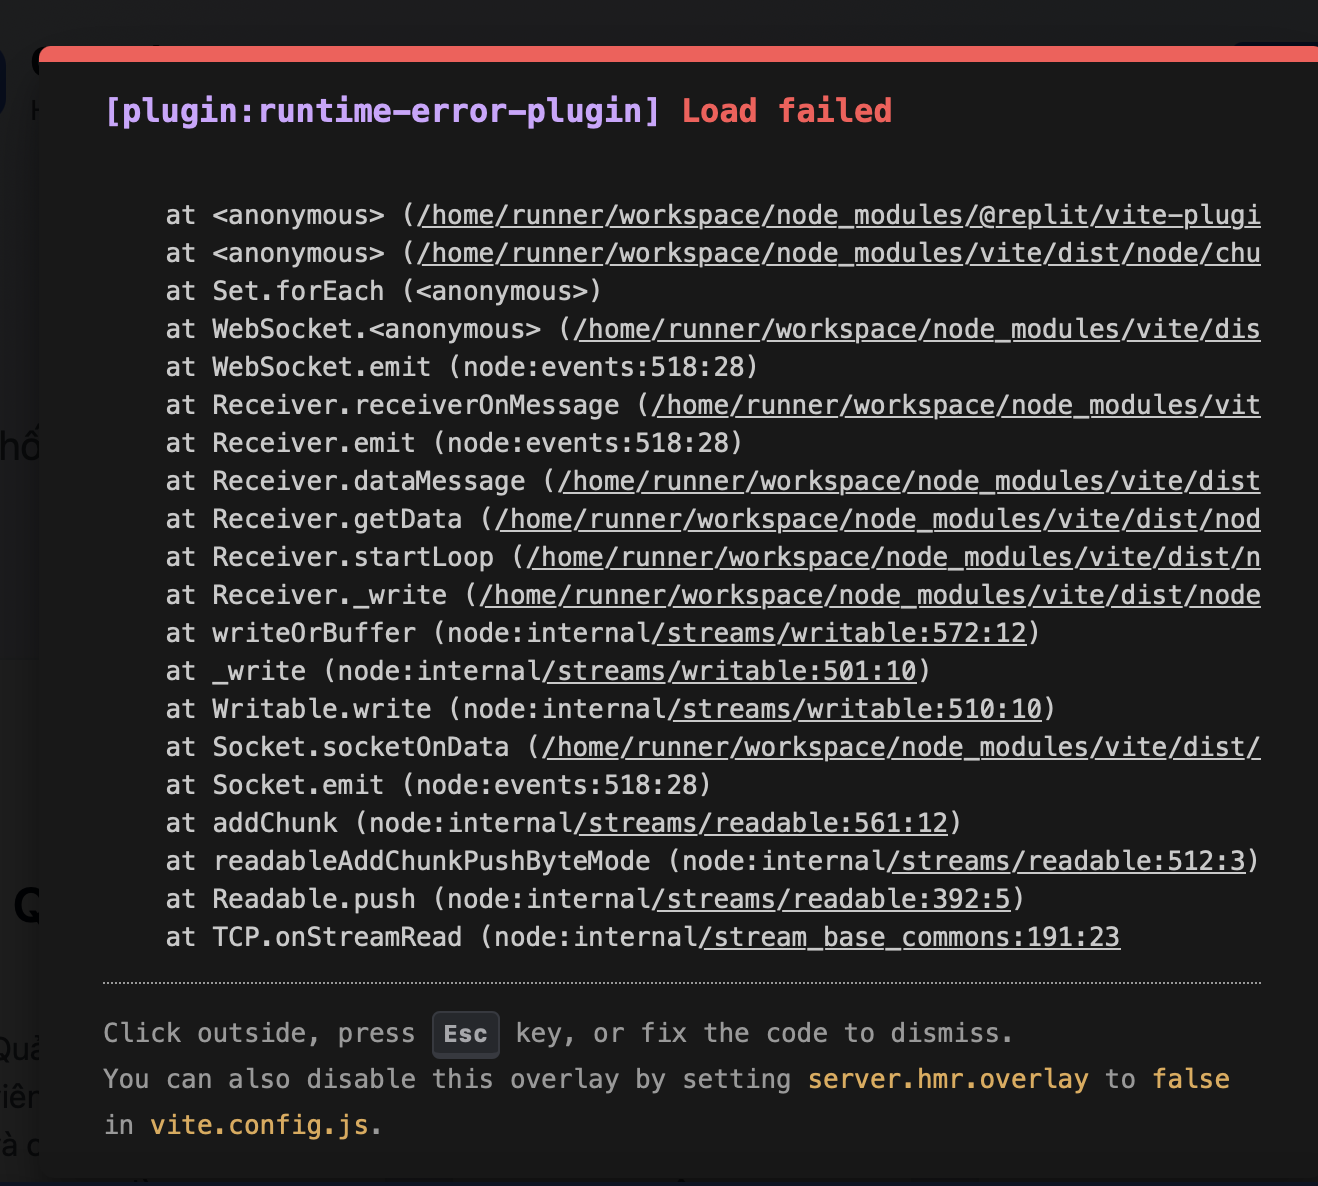 [plugin:runtime-error-plugin] Load failed
at <anonymous> (/home/runner/workspace/node_modules/@replit/vite-plugi
at <anonymous> (/home/runner/workspace/node_modules/vite/dist/node/chu
at Set.forEach (<anonymous>)
at WebSocket.<anonymous> (/home/runner/workspace/node_modules/vite/dis
at WebSocket.emit (node:events:518:28)
at Receiver.receiverOnMessage (/home/runner/workspace/node_modules/vit
at Receiver.emit (node:events:518:28)
at Receiver.dataMessage (/home/runner/workspace/node_modules/vite/dist
at Receiver.getData (/home/runner/workspace/node_modules/vite/dist/nod
at Receiver.startLoop (/home/runner/workspace/node_modules/vite/dist/n
at Receiver._write (/home/runner/workspace/node_modules/vite/dist/node
at writeOrBuffer (node:internal/streams/writable:572:12)
at _write (node:internal/streams/writable:501:10)
at Writable.write (node:internal/streams/writable:510:10)
at Socket.socketOnData (/home/runner/workspace/node_modules/vite/dist/
at Socket.emit (node:events:518:28)
at addChunk (node:internal/streams/readable:561:12)
at readableAddChunkPushByteMode (node:internal/streams/readable:512:3)
at Readable.push (node:internal/streams/readable:392:5)
at TCP.onStreamRead (node:internal/stream_base_commons:191:23
Click outside, press Esc key, or fix the code to dismiss.
You can also disable this overlay by setting server.hmr.overlay to false
in vite.config.js.